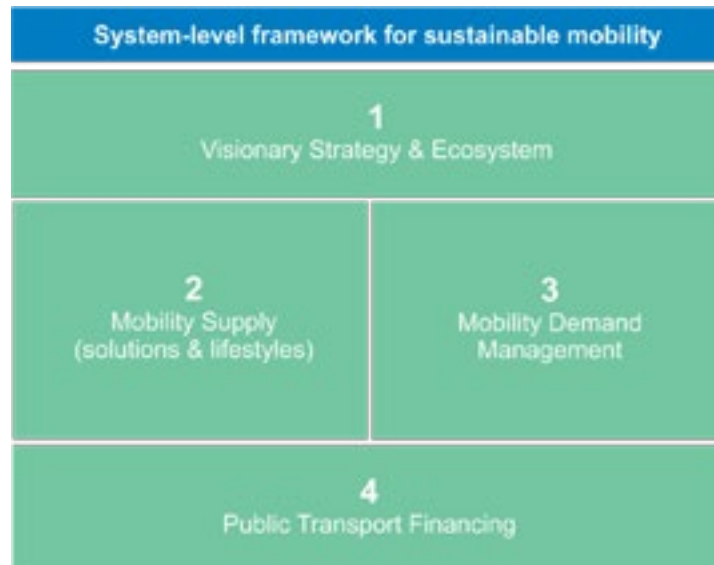 System-level framework for sustainable mobility
1
Visionary Strategy & Ecosystem
2
Mobility Supply
(solutions & lifestyles)
3
Mobility Demand
Management
4
Public Transport Financing